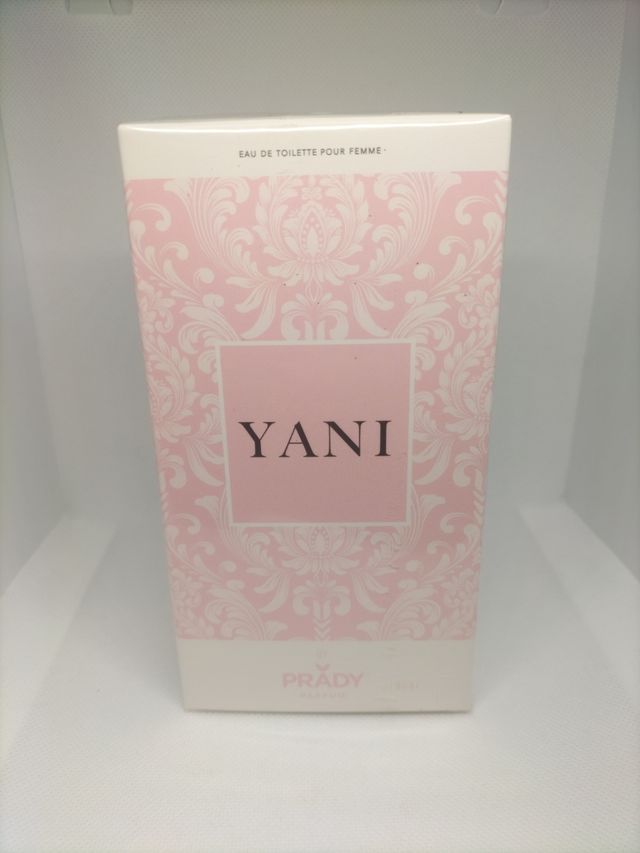 EAU DE TOILETTE POUR FEMME
YANI
PRADY
PARFUM